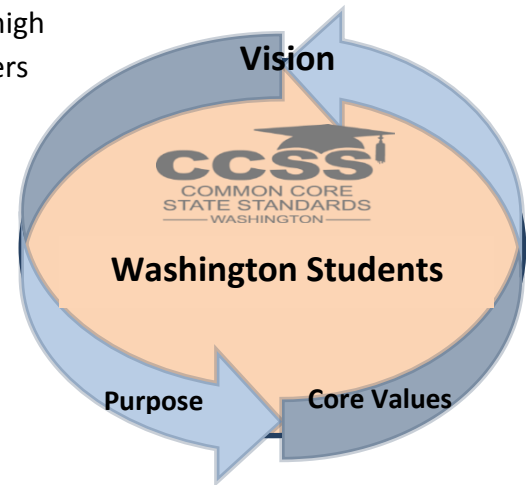 high
ers
Vision
CCSS
COMMON CORE
STATE STANDARDS
WASHINGTON
Washington Students
Purpose
Core Values